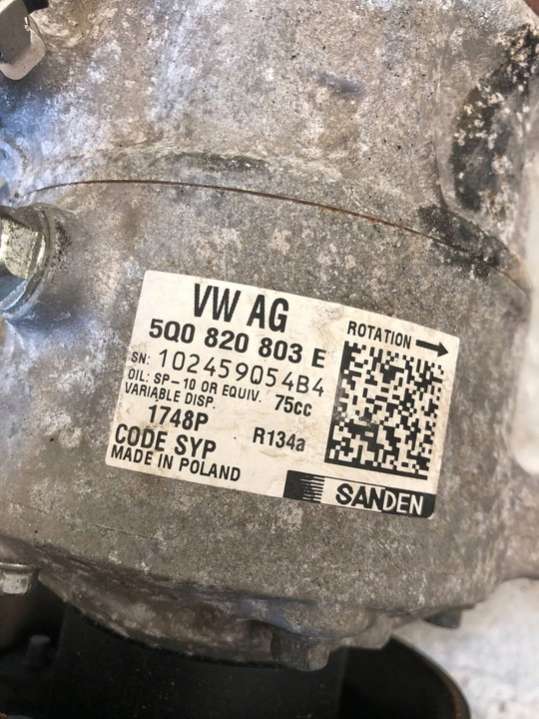 VW AG
5Q0 820 803 E
ROTATION
SN: 102459Q54B4
OIL: SP-10 OR EQUIV. 75cc
VARIABLE DISP.
1748P
R134a
CODE SYP
MADE IN POLAND
SANDEN